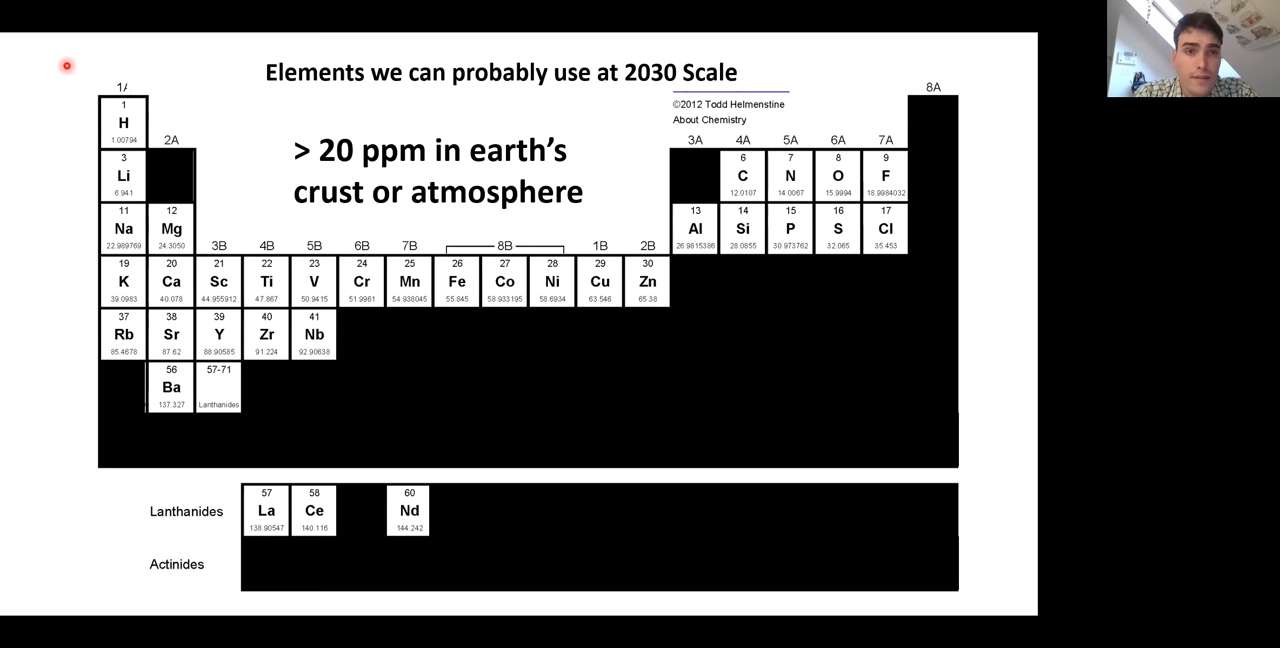 Elements we can probably use at 2030 Scale
1A
8A
©2012 Todd Helmenstine
About Chemistry
> 20 ppm in earth's
crust or atmosphere
1
H
1.00794
2A
3A 4A 5A 6A 7A
3 6 7 8 9
Li C N O F
6.941 12.0107 14.0067 15.9994 18.9984032
11 12 13 14 15 16 17
Na Mg Al Si P S Cl
22.989769 24.3050 26.9815386 28.0855 30.973762 32.065 35.453
3B 4B 5B 6B 7B 8B 1B 2B
19 20 21 22 23 24 25 26 27 28 29 30
K Ca Sc Ti V Cr Mn Fe Co Ni Cu Zn
39.0983 40.078 44.955912 47.867 50.9415 51.9961 54.938045 55.845 58.933195 58.6934 63.546 65.38
37 38 39 40 41
Rb Sr Y Zr Nb
85.4678 87.62 88.90585 91.224 92.90638
56 57-71
Ba
137.327 Lanthanides
57 58 60
Lanthanides La Ce Nd
138.90547 140.116 144.242
Actinides